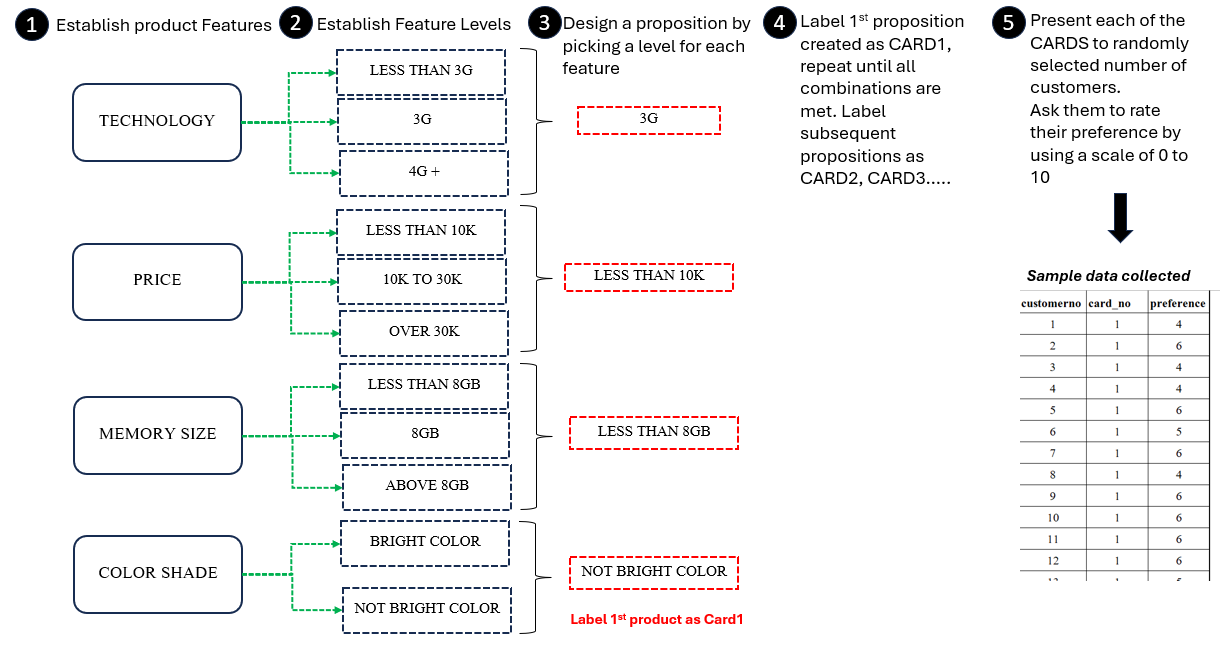 1 Establish product Features
2 Establish Feature Levels
3 Design a proposition by
picking a level for each
feature
4 Label 1st proposition
created as CARD1,
repeat until all
combinations are
met. Label
subsequent
propositions as
CARD2, CARD3.....
5 Present each of the
CARDS to randomly
selected number of
customers.
Ask them to rate
their preference by
using a scale of 0 to
10
TECHNOLOGY
LESS THAN 3G
3G
4G +
3G
PRICE
LESS THAN 10K
10K TO 30K
OVER 30K
LESS THAN 10K
MEMORY SIZE
LESS THAN 8GB
8GB
ABOVE 8GB
LESS THAN 8GB
COLOR SHADE
BRIGHT COLOR
NOT BRIGHT COLOR
NOT BRIGHT COLOR
Label 1st product as Card1
Sample data collected
customerno card_no preference
1 1 4
2 1 6
3 1 4
4 1 4
5 1 6
6 1 5
7 1 6
8 1 4
9 1 6
10 1 6
11 1 6
12 1 6